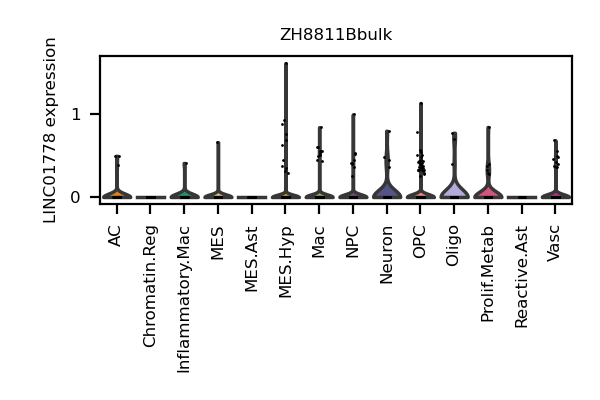 ZH8811Bbulk
LINC01778 expression
1
0
AC
Chromatin.Reg
Inflammatory.Mac
MES
MES.Ast
MES.Hyp
Mac
NPC
Neuron
OPC
Oligo
Prolif.Metab
Reactive.Ast
Vasc